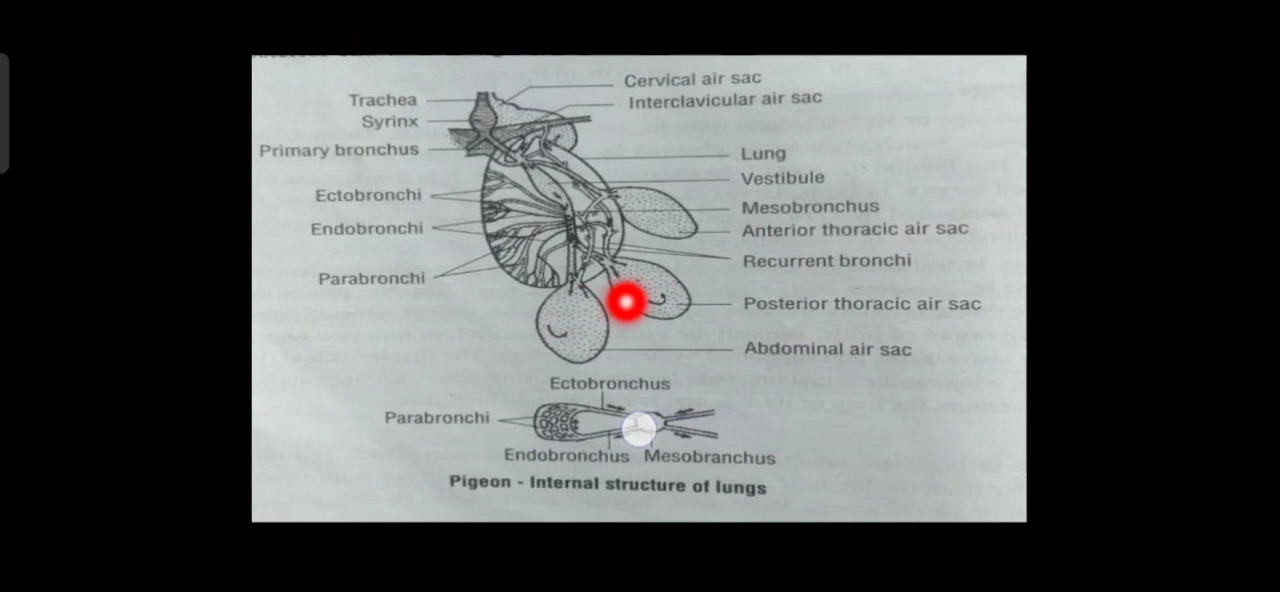 Cervical air sac
Trachea
Interclavicular air sac
Syrinx
Primary bronchus
Lung
Vestibule
Ectobronchi
Mesobronchus
Endobronchi
Anterior thoracic air sac
Recurrent bronchi
Parabronchi
Posterior thoracic air sac
Abdominal air sac
Ectobronchus
Parabronchi
Endobronchus Mesobranchus
Pigeon - Internal structure of lungs